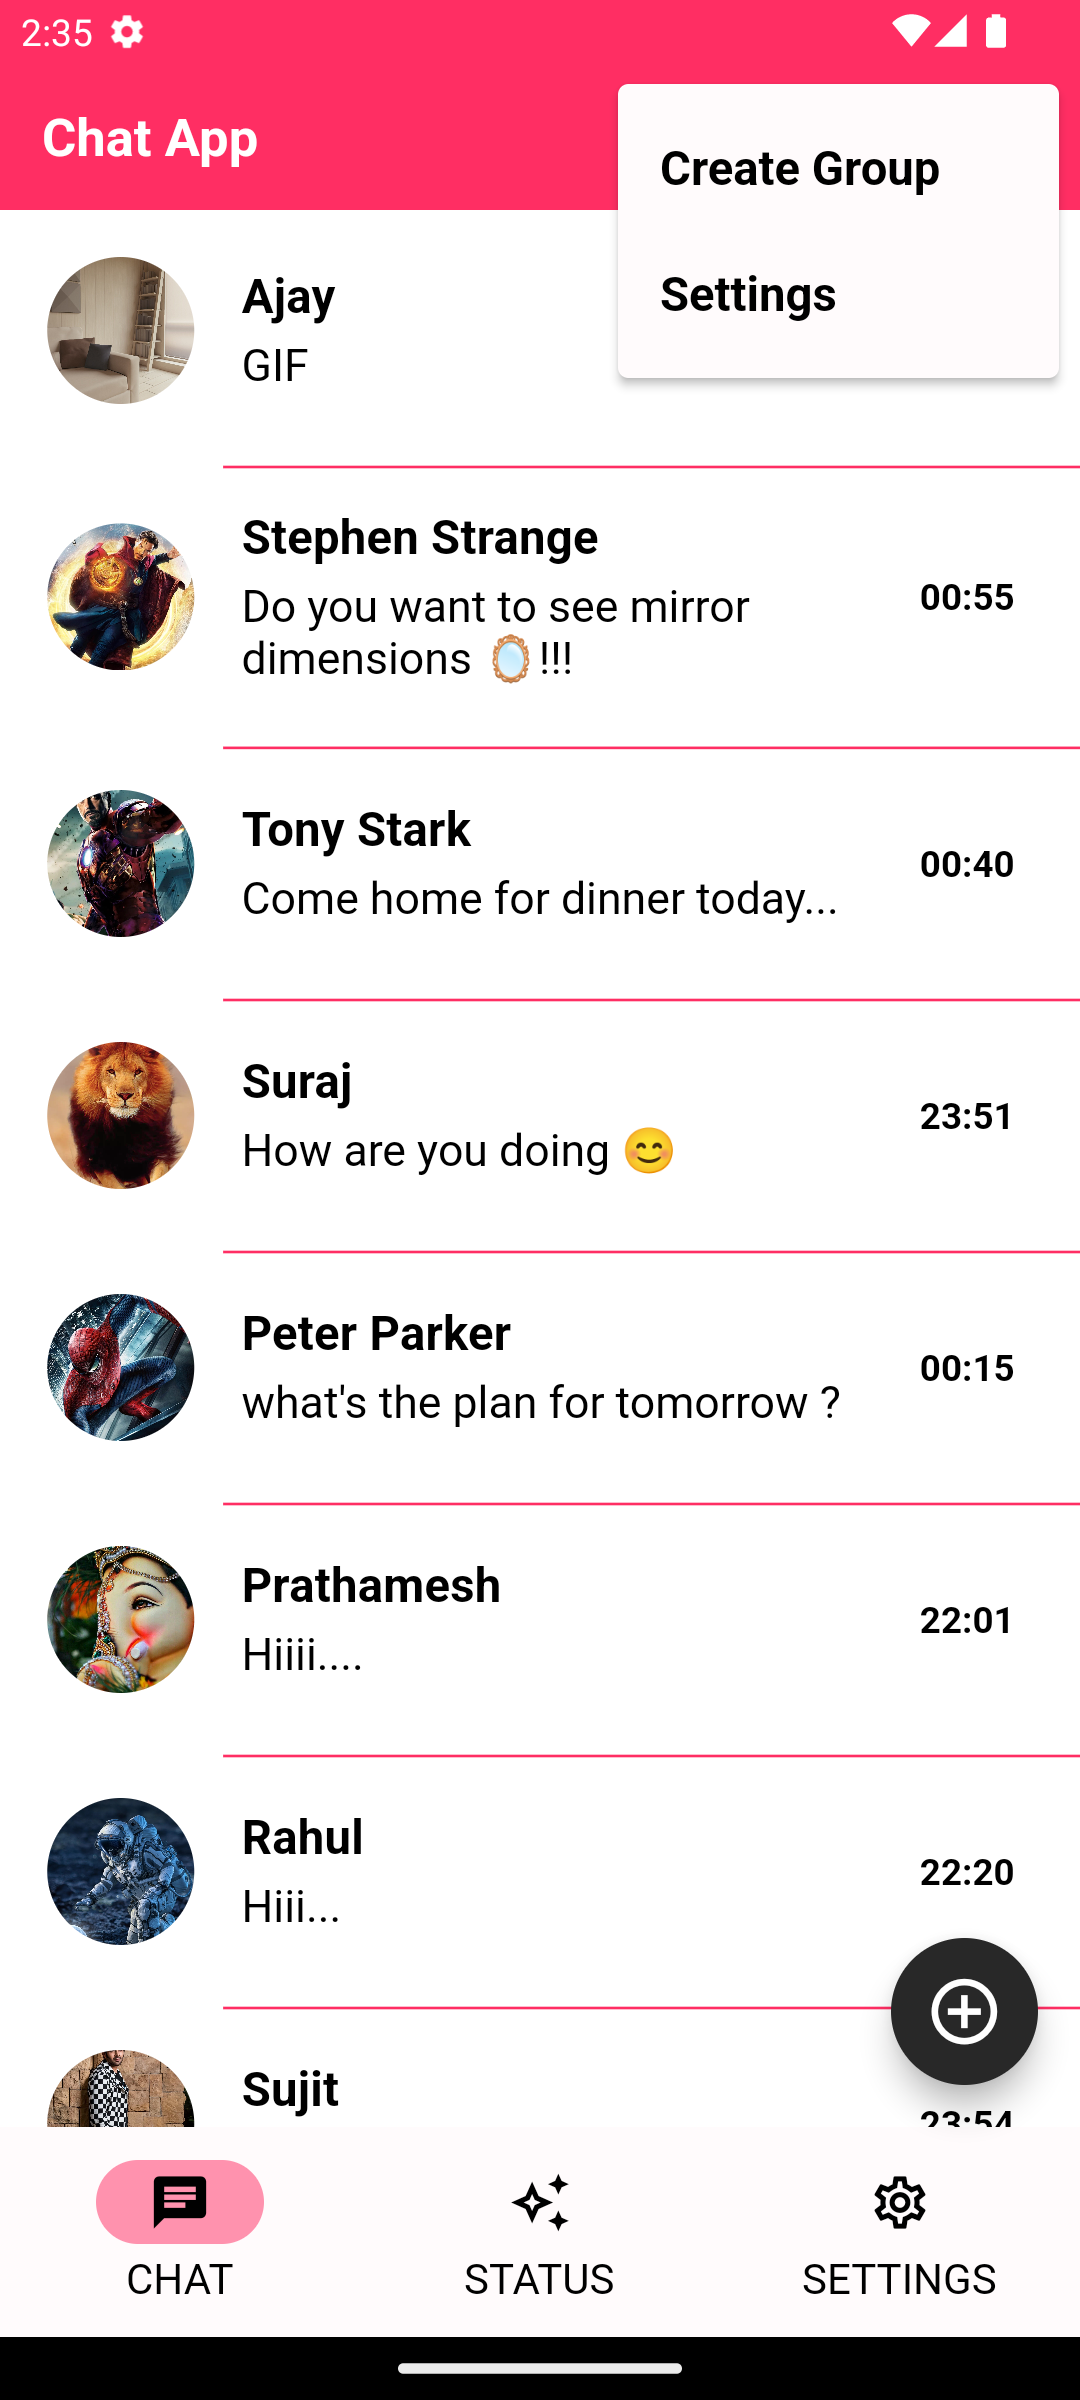 2:35
Chat App
Create Group
Settings
Ajay
GIF
Stephen Strange
Do you want to see mirror
dimensions 🪞!!!
00:55
Tony Stark
Come home for dinner today...
00:40
Suraj
How are you doing 😊
23:51
Peter Parker
what's the plan for tomorrow ?
00:15
Prathamesh
Hiiii....
22:01
Rahul
Hiii...
22:20
Sujit
23:54
CHAT
STATUS
SETTINGS